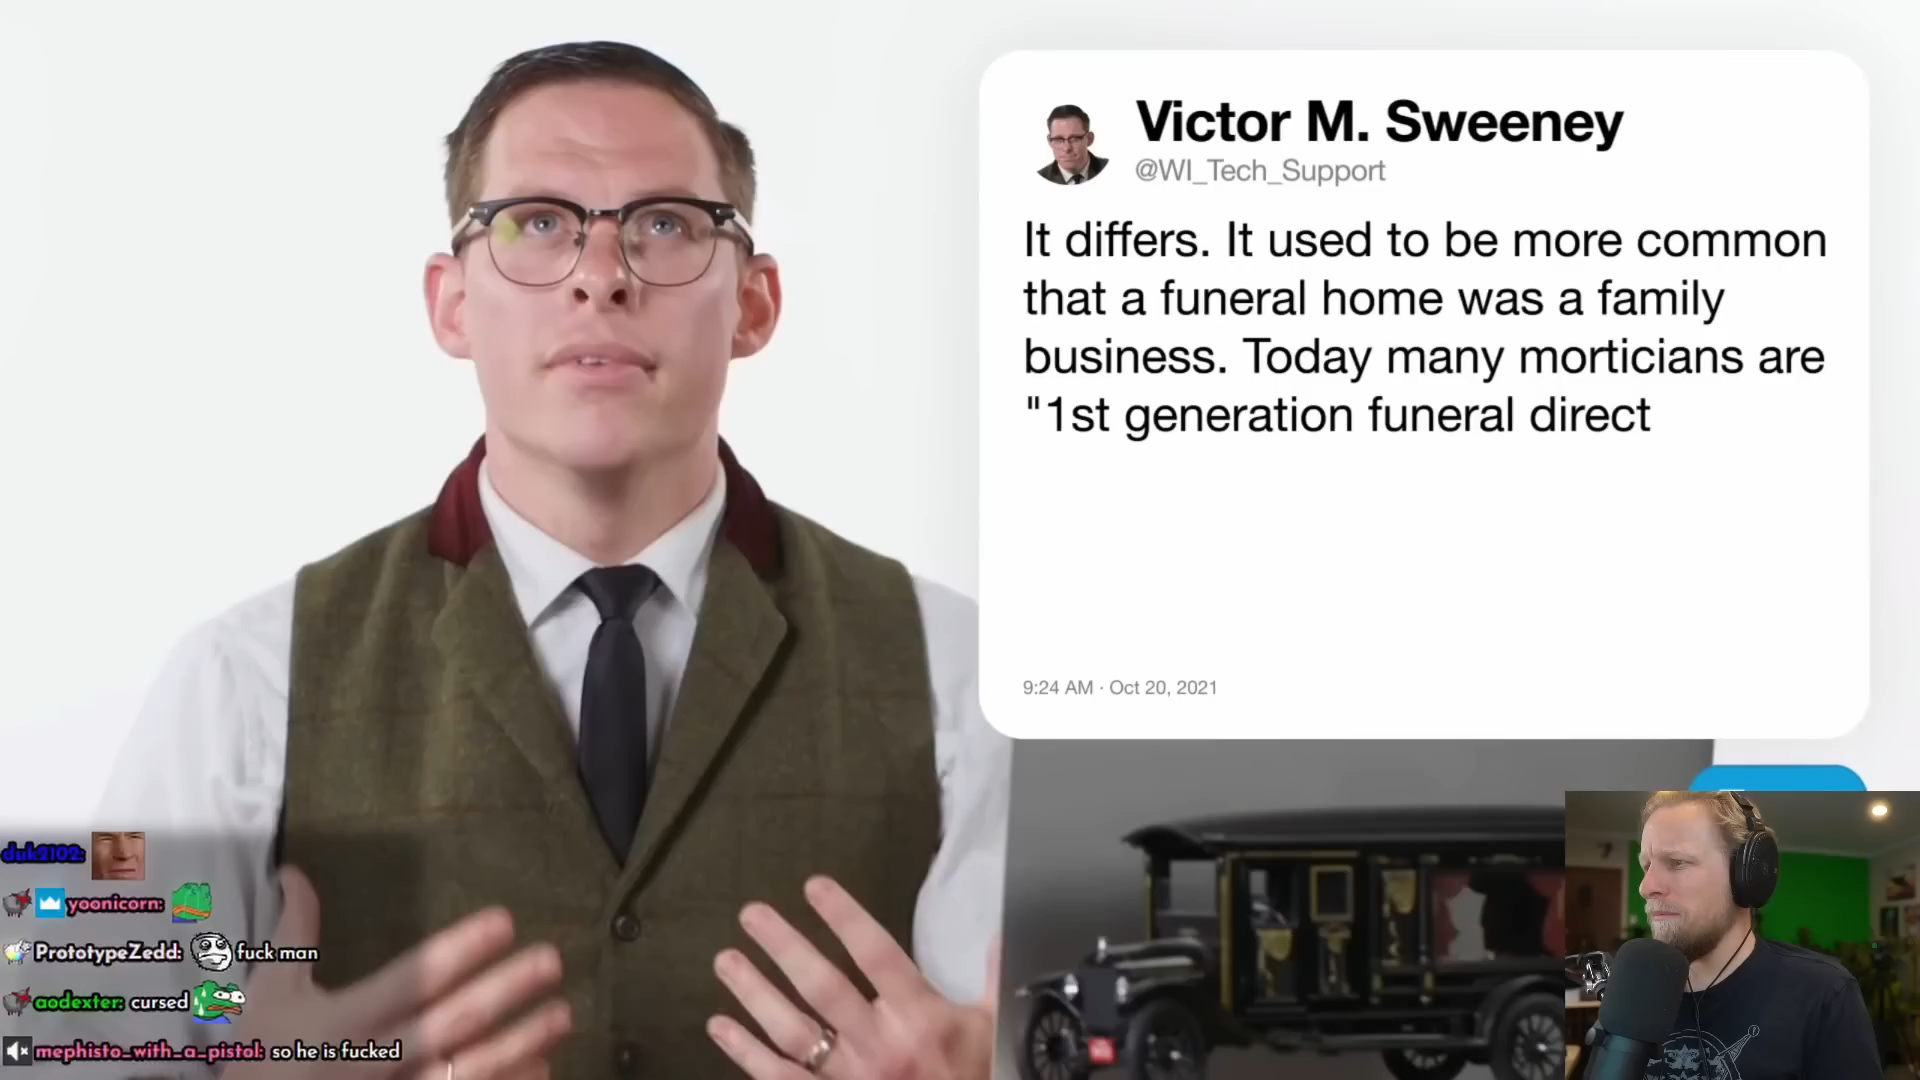 Victor M. Sweeney
@WI_Tech_Support
It differs. It used to be more common
that a funeral home was a family
business. Today many morticians are
"1st generation funeral direct
9:24 AM · Oct 20, 2021
duk2102:
yoonicorn:
PrototypeZedd: fuck man
aodexter: cursed
mephisto_with_a_pistol: so he is fucked